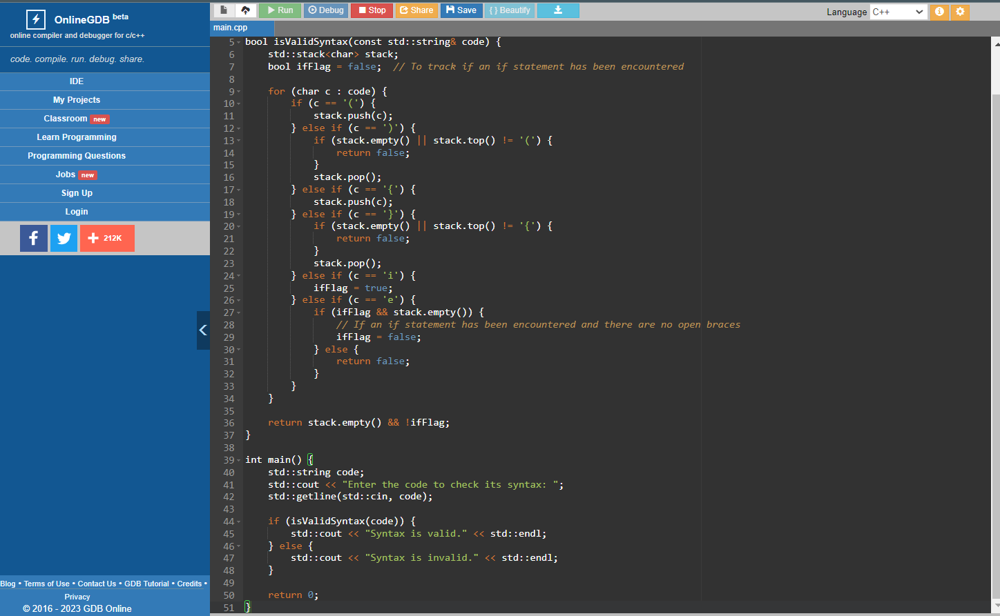 OnlineGDB beta
online compiler and debugger for c/c++
code. compile. run. debug. share.
IDE
My Projects
Classroom new
Learn Programming
Programming Questions
Jobs new
Sign Up
Login
212K
Blog • Terms of Use • Contact Us • GDB Tutorial • Credits •
Privacy
© 2016 - 2023 GDB Online
Run Debug Stop Share Save { } Beautify
Language C++
main.cpp
5 bool isValidSyntax(const std::string& code) {
6     std::stack<char> stack;
7     bool ifFlag = false;  // To track if an if statement has been encountered
8
9     for (char c : code) {
10         if (c == '(') {
11             stack.push(c);
12         } else if (c == ')') {
13             if (stack.empty() || stack.top() != '(') {
14                 return false;
15             }
16             stack.pop();
17         } else if (c == '{') {
18             stack.push(c);
19         } else if (c == '}') {
20             if (stack.empty() || stack.top() != '{') {
21                 return false;
22             }
23             stack.pop();
24         } else if (c == 'i') {
25             ifFlag = true;
26         } else if (c == 'e') {
27             if (ifFlag && stack.empty()) {
28                 // If an if statement has been encountered and there are no open braces
29                 ifFlag = false;
30             } else {
31                 return false;
32             }
33         }
34     }
35
36     return stack.empty() && !ifFlag;
37 }
38
39 int main() {
40     std::string code;
41     std::cout << "Enter the code to check its syntax: ";
42     std::getline(std::cin, code);
43
44     if (isValidSyntax(code)) {
45         std::cout << "Syntax is valid." << std::endl;
46     } else {
47         std::cout << "Syntax is invalid." << std::endl;
48     }
49
50     return 0;
51 }